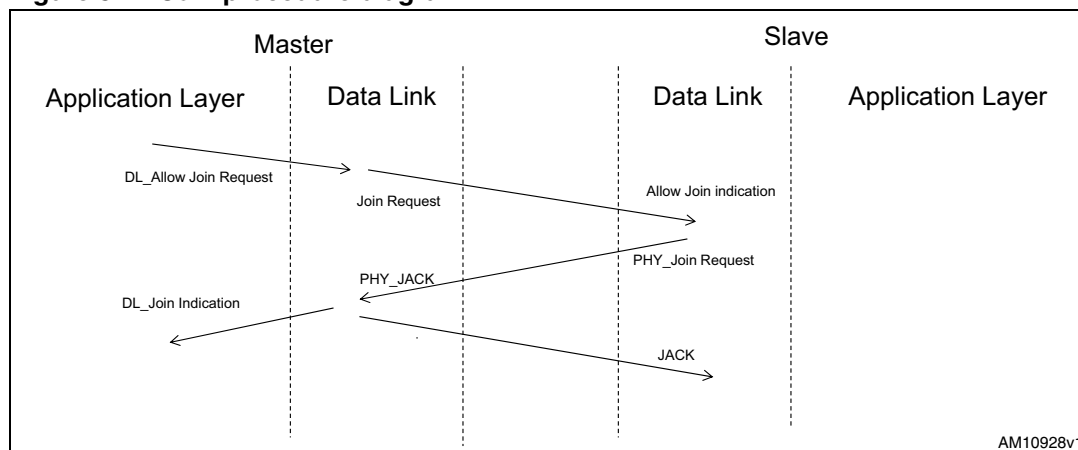 Master
Slave
Application Layer
Data Link
Data Link
Application Layer
DL_Allow Join Request
Join Request
Allow Join indication
PHY_Join Request
PHY_JACK
DL_Join Indication
JACK
AM10928v1